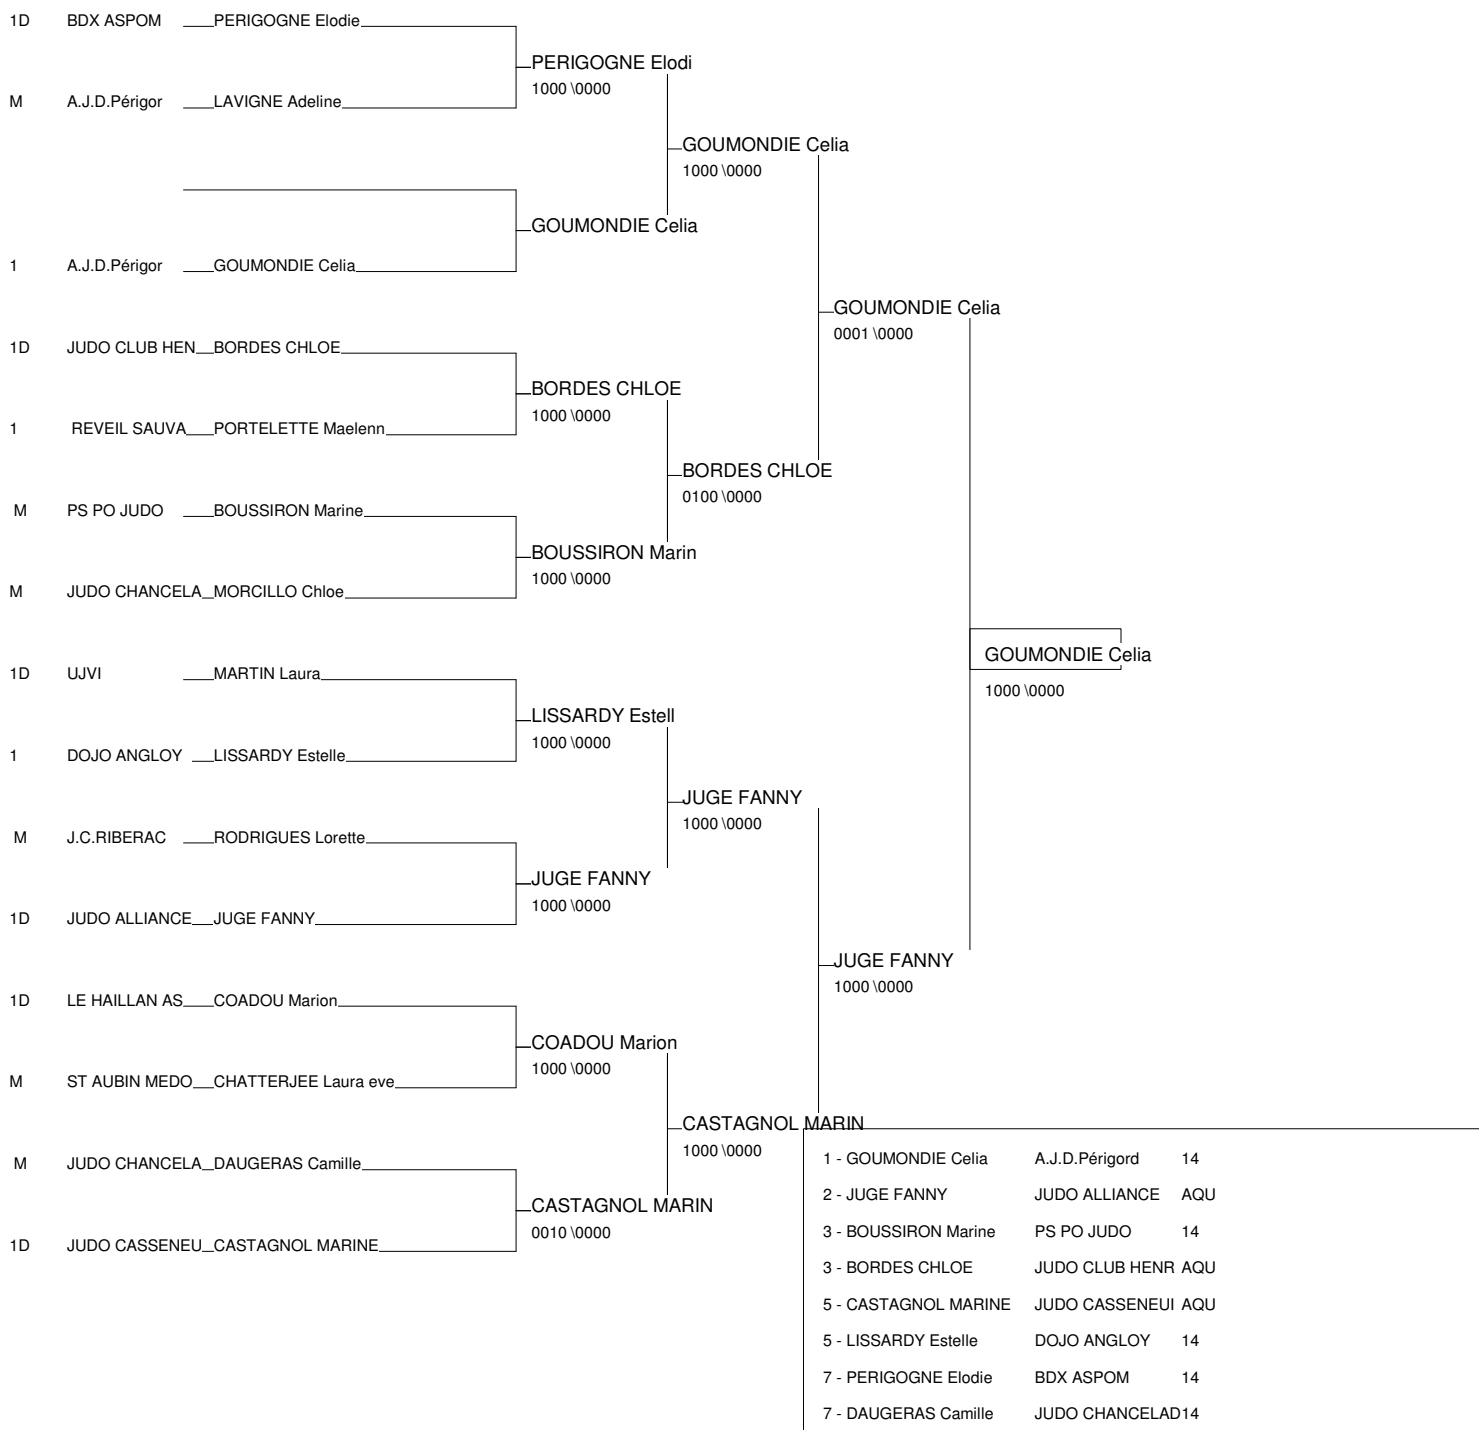 1D BDX ASPOM PERIGOGNE Elodie
PERIGOGNE Elodi
1000 \0000
M A.J.D.Périgor LAVIGNE Adeline
GOUMONDIE Celia
1000 \0000
GOUMONDIE Celia
1 A.J.D.Périgor GOUMONDIE Celia
GOUMONDIE Celia
0001 \0000
1D JUDO CLUB HEN BORDES CHLOE
BORDES CHLOE
1000 \0000
1 REVEIL SAUVA PORTELETTE Maelenn
BORDES CHLOE
0100 \0000
M PS PO JUDO BOUSSIRON Marine
BOUSSIRON Marin
1000 \0000
M JUDO CHANCELA MORCILLO Chloe
GOUMONDIE Celia
1000 \0000
1D UJVI MARTIN Laura
LISSARDY Estell
1000 \0000
1 DOJO ANGLOY LISSARDY Estelle
JUGE FANNY
1000 \0000
M J.C.RIBERAC RODRIGUES Lorette
JUGE FANNY
1000 \0000
1D JUDO ALLIANCE JUGE FANNY
JUGE FANNY
1000 \0000
1D LE HAILLAN AS COADOU Marion
COADOU Marion
1000 \0000
M ST AUBIN MEDO CHATTERJEE Laura eve
CASTAGNOL MARIN
1000 \0000
M JUDO CHANCELA DAUGERAS Camille
CASTAGNOL MARIN
0010 \0000
1D JUDO CASSENEU CASTAGNOL MARINE
1 - GOUMONDIE Celia A.J.D.Périgord 14
2 - JUGE FANNY JUDO ALLIANCE AQU
3 - BOUSSIRON Marine PS PO JUDO 14
3 - BORDES CHLOE JUDO CLUB HENR AQU
5 - CASTAGNOL MARINE JUDO CASSENEUI AQU
5 - LISSARDY Estelle DOJO ANGLOY 14
7 - PERIGOGNE Elodie BDX ASPOM 14
7 - DAUGERAS Camille JUDO CHANCELAD14